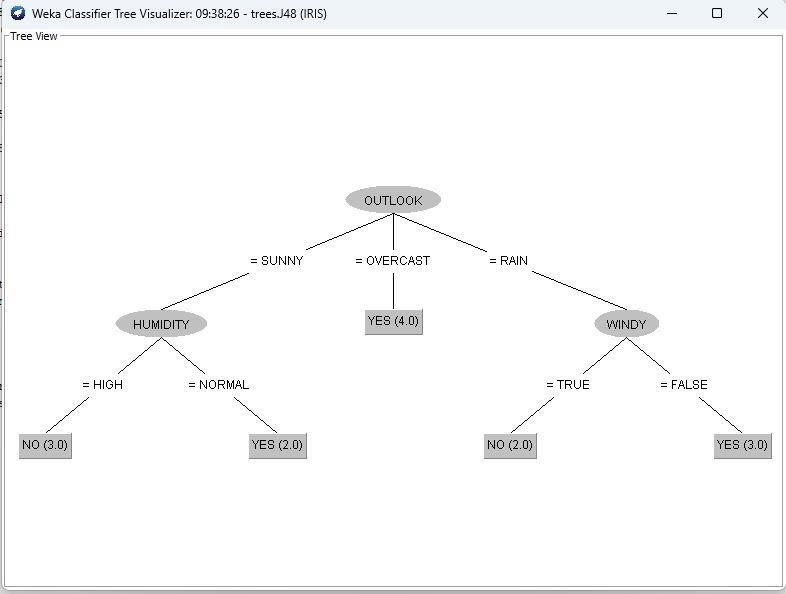 Weka Classifier Tree Visualizer: 09:38:26 - trees.J48 (IRIS)
Tree View
OUTLOOK
= SUNNY
= OVERCAST
= RAIN
HUMIDITY
YES (4.0)
WINDY
= HIGH
= NORMAL
= TRUE
= FALSE
NO (3.0)
YES (2.0)
NO (2.0)
YES (3.0)